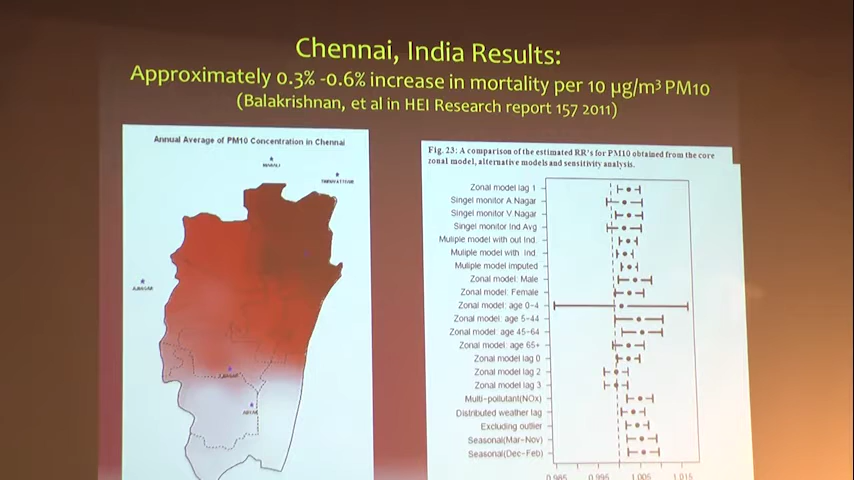 Chennai, India Results:
Approximately 0.3% -0.6% increase in mortality per 10 µg/m³ PM10
(Balakrishnan, et al in HEI Research report 157 2011)
Annual Average of PM10 Concentration in Chennai
Fig. 23: A comparison of the estimated RR's for PM10 obtained from the core
zonal model, alternative models and sensitivity analysis.
Zonal model lag 1
Singel monitor A.Nagar
Singel monitor V.Nagar
Singel monitor Ind.Avg
Muliple model with out Ind.
Muliple model with Ind.
Muliple model imputed
Zonal model: Male
Zonal model: Female
Zonal model: age 0-4
Zonal model: age 5-44
Zonal model: age 45-64
Zonal model: age 65+
Zonal model lag 0
Zonal model lag 2
Zonal model lag 3
Multi-pollutant(NOx)
Distributed weather lag
Excluding outlier
Seasonal(Mar-Nov)
Seasonal(Dec-Feb)
0.985 0.995 1.005 1.015